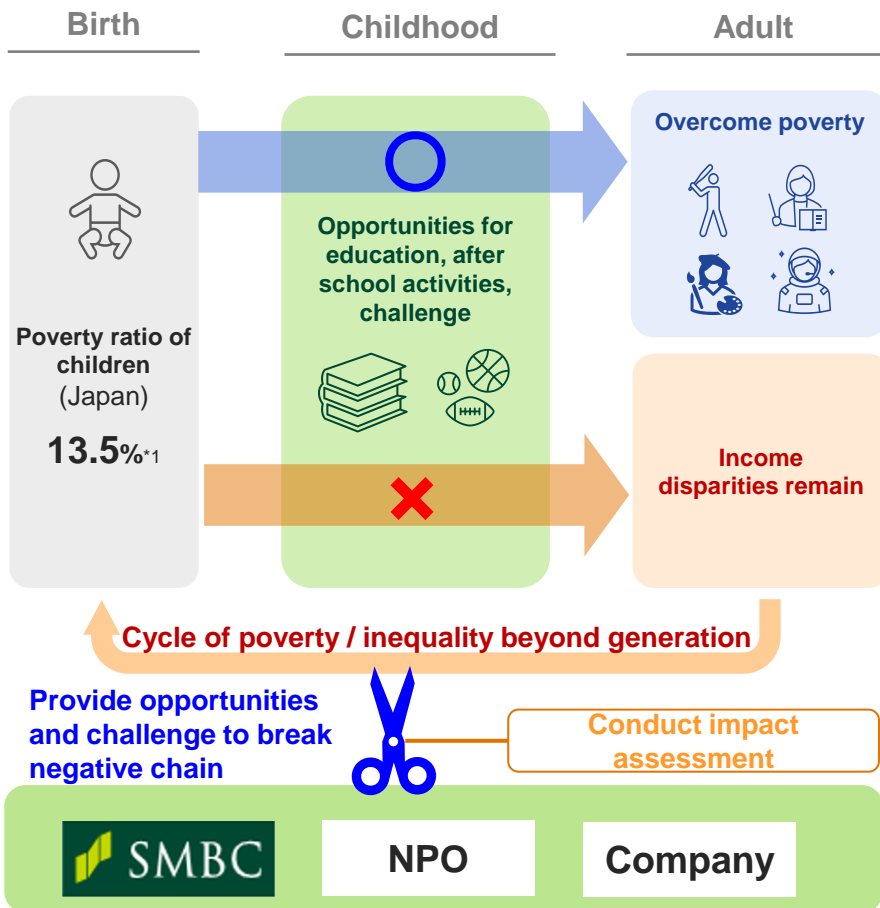 Birth
Childhood
Adult
Poverty ratio of
children
(Japan)
13.5%*1
Opportunities for
education, after
school activities,
challenge
Overcome poverty
Income
disparities remain
Cycle of poverty / inequality beyond generation
Provide opportunities
and challenge to break
negative chain
Conduct impact
assessment
SMBC
NPO
Company